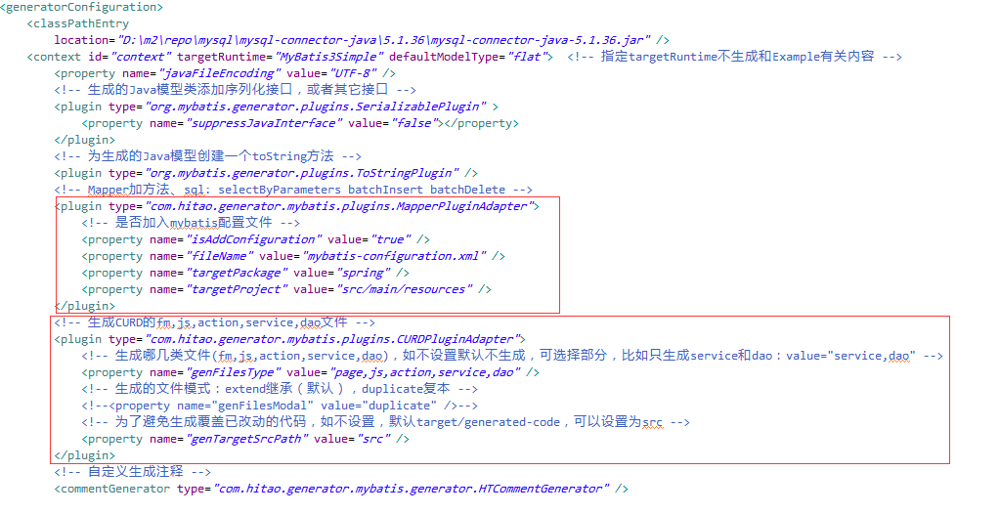 <generatorConfiguration>
<classPathEntry
location="D:\m2\repo\mysql\mysql-connector-java\5.1.36\mysql-connector-java-5.1.36.jar" />
<context id="context" targetRuntime="MyBatis3Simple" defaultModelType="flat"> <!-- 指定targetRuntime不生成和Example有关内容 -->
<property name="javaFileEncoding" value="UTF-8" />
<!-- 生成的Java模型类添加序列化接口，或者其它接口 -->
<plugin type="org.mybatis.generator.plugins.SerializablePlugin" >
<property name="suppressJavaInterface" value="false"></property>
</plugin>
<!-- 为生成的Java模型创建一个toString方法 -->
<plugin type="org.mybatis.generator.plugins.ToStringPlugin" />
<!-- Mapper加方法、sql: selectByParameters batchInsert batchDelete -->
<plugin type="com.hitao.generator.mybatis.plugins.MapperPluginAdapter">
<!-- 是否加入mybatis配置文件 -->
<property name="isAddConfiguration" value="true" />
<property name="fileName" value="mybatis-configuration.xml" />
<property name="targetPackage" value="spring" />
<property name="targetProject" value="src/main/resources" />
</plugin>
<!-- 生成CURD的fm,js,action,service,dao文件 -->
<plugin type="com.hitao.generator.mybatis.plugins.CURDPluginAdapter">
<!-- 生成哪几类文件(fm,js,action,service,dao)，如不设置默认不生成，可选择部分，比如只生成service和dao：value="service,dao" -->
<property name="genFilesType" value="page,js,action,service,dao" />
<!-- 生成的文件模式：extend继承（默认），duplicate复本 -->
<!--<property name="genFilesModal" value="duplicate" />-->
<!-- 为了避免生成覆盖已改动的代码，如不设置，默认target/generated-code，可以设置为src -->
<property name="genTargetSrcPath" value="src" />
</plugin>
<!-- 自定义生成注释 -->
<commentGenerator type="com.hitao.generator.mybatis.generator.HTCommentGenerator" />